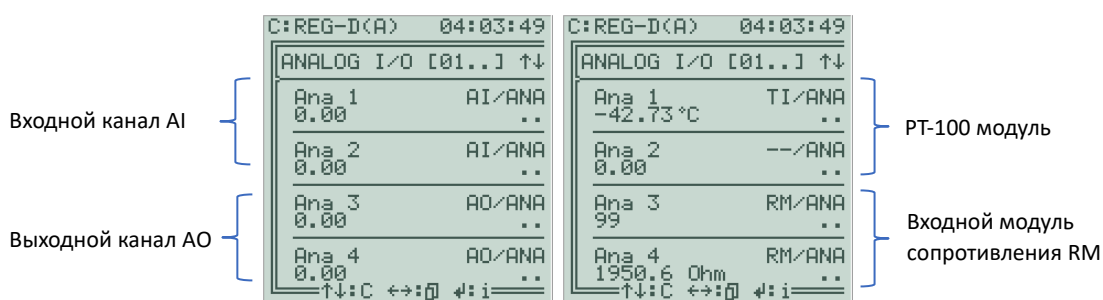 Входной канал AI
Выходной канал AO
C:REG-D(A) 04:03:49
ANALOG I/O [01..] ↑↓
Ana 1 AI/ANA
0.00 ..
Ana 2 AI/ANA
0.00 ..
Ana 3 AO/ANA
0.00 ..
Ana 4 AO/ANA
0.00 ..
↑↓:C ←→:⧉ ↲:i
C:REG-D(A) 04:03:49
ANALOG I/O [01..] ↑↓
Ana 1 TI/ANA
-42.73°C ..
Ana 2 --/ANA
0.00 ..
Ana 3 RM/ANA
99 ..
Ana 4 RM/ANA
1950.6 Ohm ..
↑↓:C ←→:⧉ ↲:i
PT-100 модуль
Входной модуль
сопротивления RM